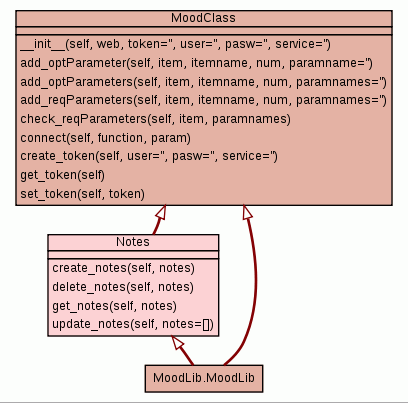 MoodClass
__init__(self, web, token='', user='', pasw='', service='')
add_optParameter(self, item, itemname, num, paramname='')
add_optParameters(self, item, itemname, num, paramnames='')
add_reqParameters(self, item, itemname, num, paramnames='')
check_reqParameters(self, item, paramnames)
connect(self, function, param)
create_token(self, user='', pasw='', service='')
get_token(self)
set_token(self, token)
Notes
create_notes(self, notes)
delete_notes(self, notes)
get_notes(self, notes)
update_notes(self, notes=[])
MoodLib.MoodLib